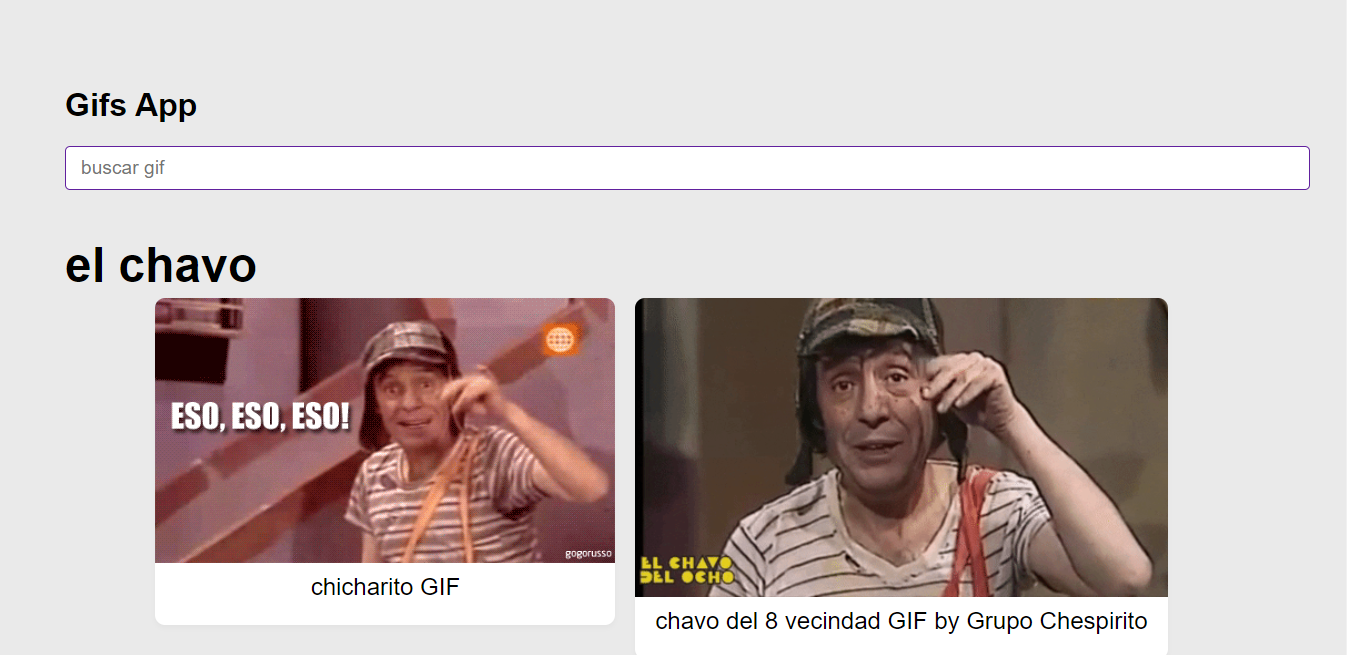 Gifs App
buscar gif
el chavo
ESO, ESO, ESO!
gogorusso
chicharito GIF
EL CHAVO
DEL OCHO
chavo del 8 vecindad GIF by Grupo Chespirito